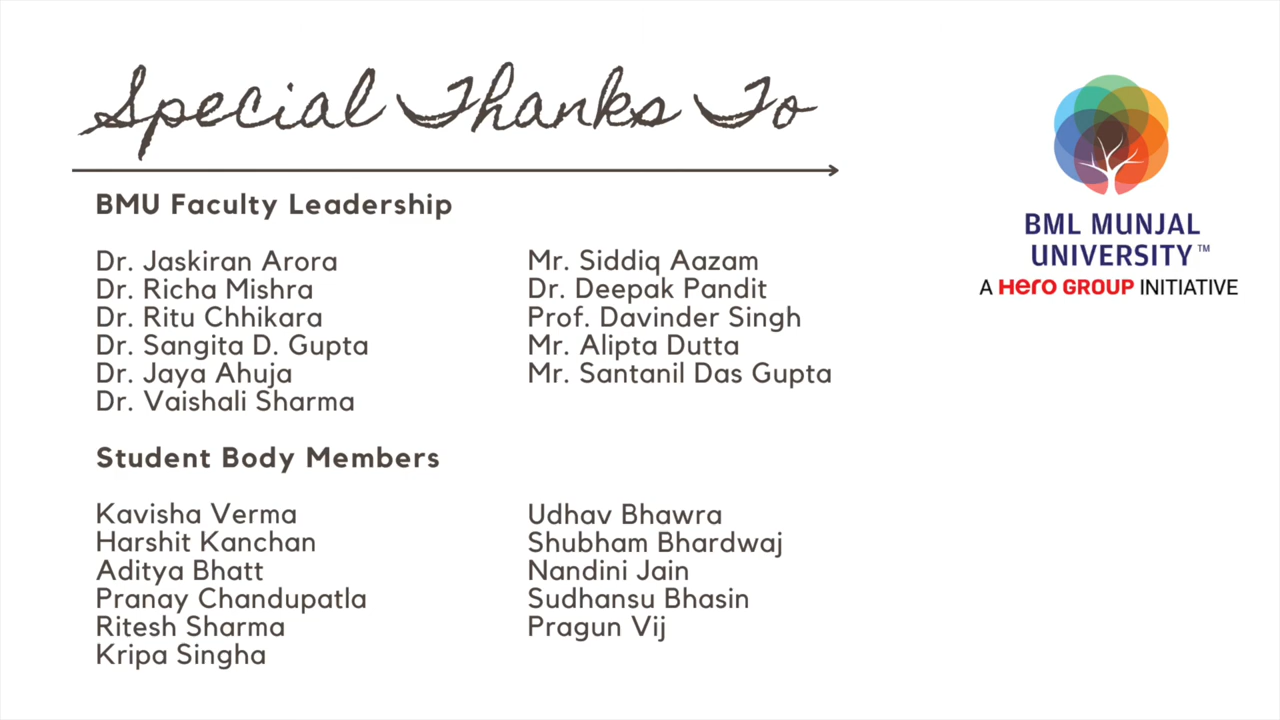 Special Thanks To
BMU Faculty Leadership
Dr. Jaskiran Arora
Dr. Richa Mishra
Dr. Ritu Chhikara
Dr. Sangita D. Gupta
Dr. Jaya Ahuja
Dr. Vaishali Sharma
Mr. Siddiq Aazam
Dr. Deepak Pandit
Prof. Davinder Singh
Mr. Alipta Dutta
Mr. Santanil Das Gupta
Student Body Members
Kavisha Verma
Harshit Kanchan
Aditya Bhatt
Pranay Chandupatla
Ritesh Sharma
Kripa Singha
Udhav Bhawra
Shubham Bhardwaj
Nandini Jain
Sudhansu Bhasin
Pragun Vij
BML MUNJAL
UNIVERSITY™
A Hero GROUP INITIATIVE